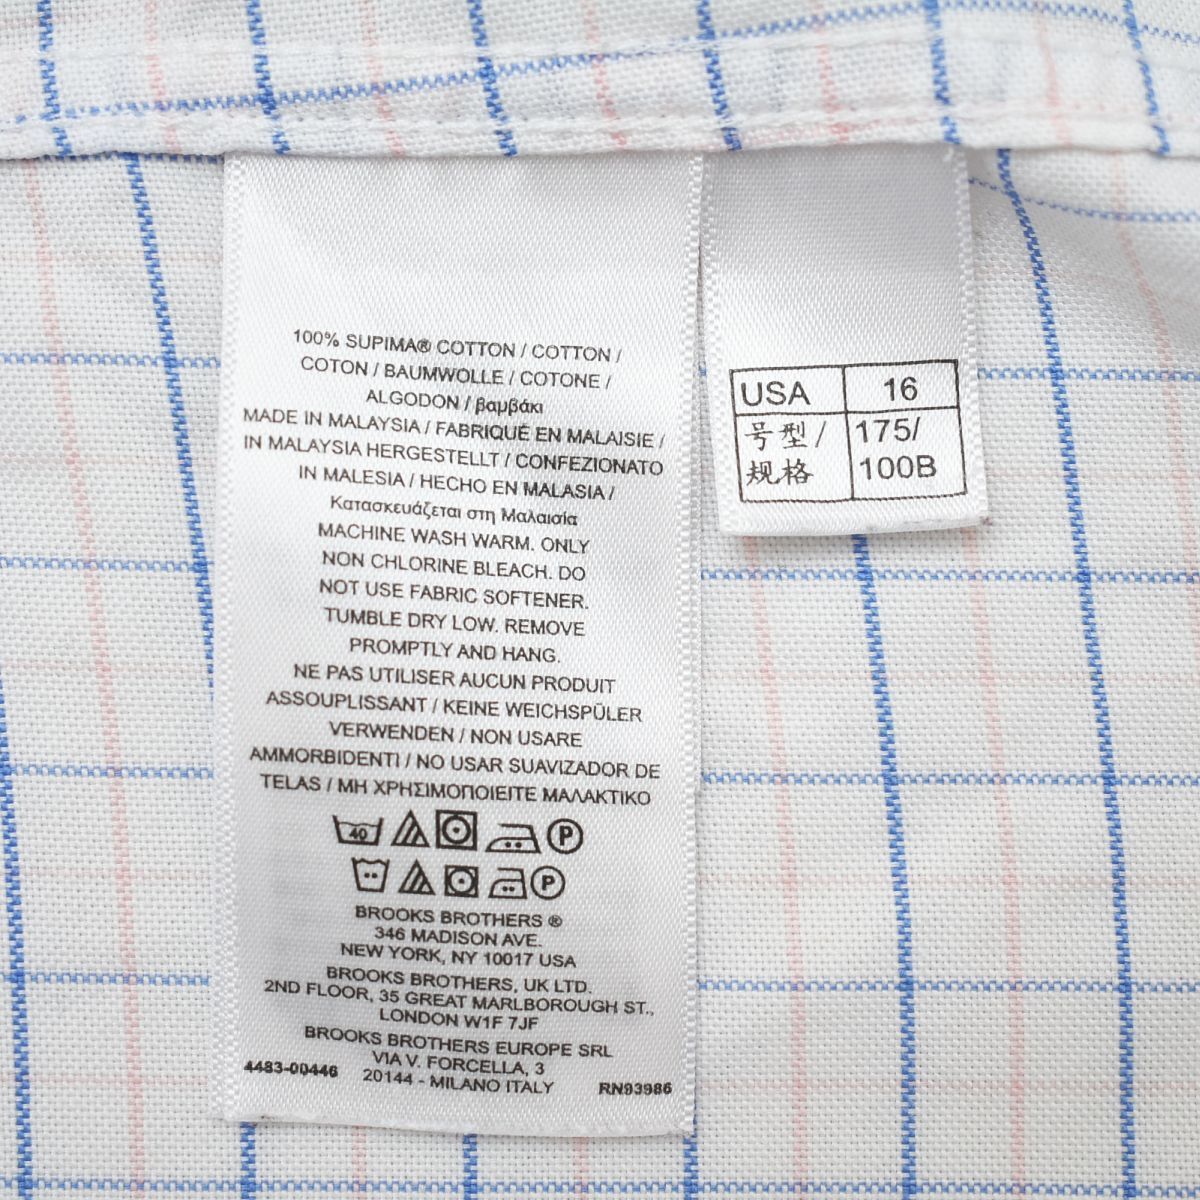 100% SUPIMA® COTTON / COTTON /
COTON / BAUMWOLLE / COTONE /
ALGODON / βαμβάκι
MADE IN MALAYSIA / FABRIQUÉ EN MALAISIE /
IN MALAYSIA HERGESTELLT / CONFEZIONATO
IN MALESIA / HECHO EN MALASIA /
Κατασκευάζεται στη Μαλαισία
MACHINE WASH WARM. ONLY
NON CHLORINE BLEACH. DO
NOT USE FABRIC SOFTENER.
TUMBLE DRY LOW. REMOVE
PROMPTLY AND HANG.
NE PAS UTILISER AUCUN PRODUIT
ASSOUPLISSANT / KEINE WEICHSPÜLER
VERWENDEN / NON USARE
AMMORBIDENTI / NO USAR SUAVIZADOR DE
TELAS / ΜΗ ΧΡΗΣΙΜΟΠΟΙΕΙΤΕ ΜΑΛΑΚΤΙΚΟ
40 P
P
BROOKS BROTHERS ®
346 MADISON AVE.
NEW YORK, NY 10017 USA
BROOKS BROTHERS, UK LTD.
2ND FLOOR, 35 GREAT MARLBOROUGH ST.,
LONDON W1F 7JF
BROOKS BROTHERS EUROPE SRL
VIA V. FORCELLA, 3
4483-00446 20144 - MILANO ITALY RN93986
USA 16
号型/ 175/
规格 100B